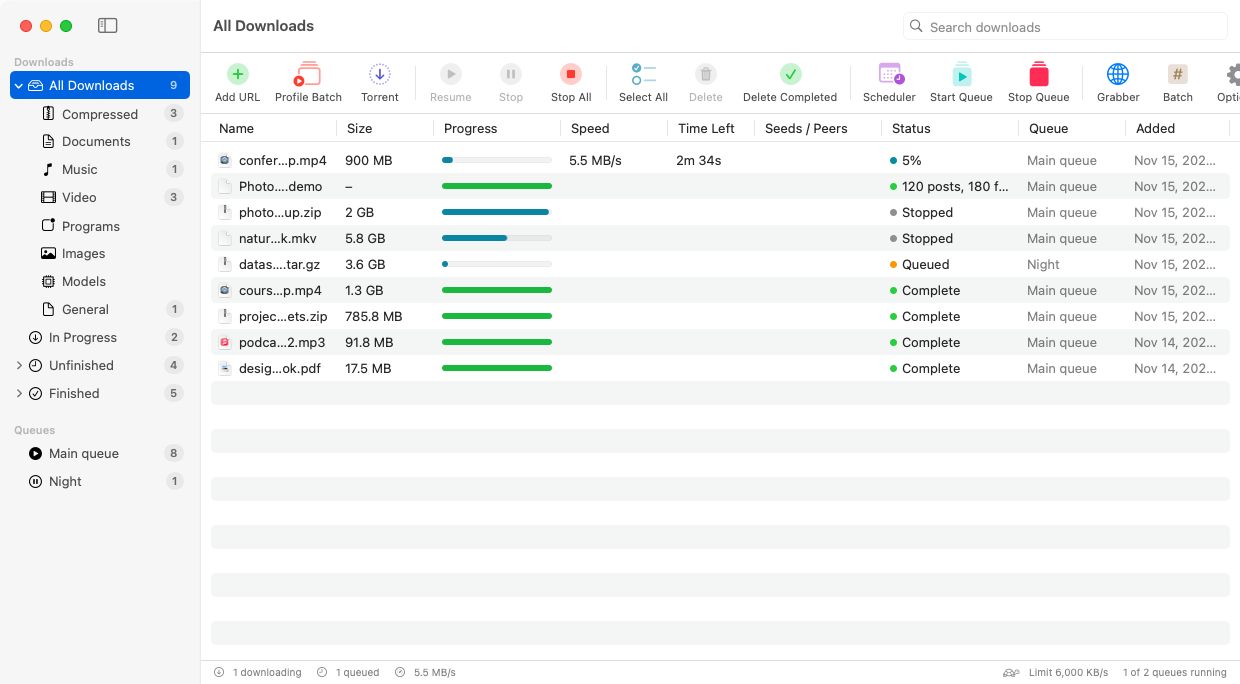 All Downloads
Search downloads
Add URL
Profile Batch
Torrent
Resume
Stop
Stop All
Select All
Delete
Delete Completed
Scheduler
Start Queue
Stop Queue
Grabber
Batch
Opti
Downloads
All Downloads 9
Compressed 3
Documents 1
Music 1
Video 3
Programs
Images
Models
General 1
In Progress 2
Unfinished 4
Finished 5
Queues
Main queue 8
Night 1
Name Size Progress Speed Time Left Seeds / Peers Status Queue Added
confer...p.mp4 900 MB 5.5 MB/s 2m 34s 5% Main queue Nov 15, 202...
Photo....demo – 120 posts, 180 f... Main queue Nov 15, 202...
photo...up.zip 2 GB Stopped Main queue Nov 15, 202...
natur...k.mkv 5.8 GB Stopped Main queue Nov 15, 202...
datas....tar.gz 3.6 GB Queued Night Nov 15, 202...
cours...p.mp4 1.3 GB Complete Main queue Nov 15, 202...
projec...ets.zip 785.8 MB Complete Main queue Nov 15, 202...
podca...2.mp3 91.8 MB Complete Main queue Nov 14, 202...
desig...ok.pdf 17.5 MB Complete Main queue Nov 14, 202...
1 downloading 1 queued 5.5 MB/s Limit 6,000 KB/s 1 of 2 queues running